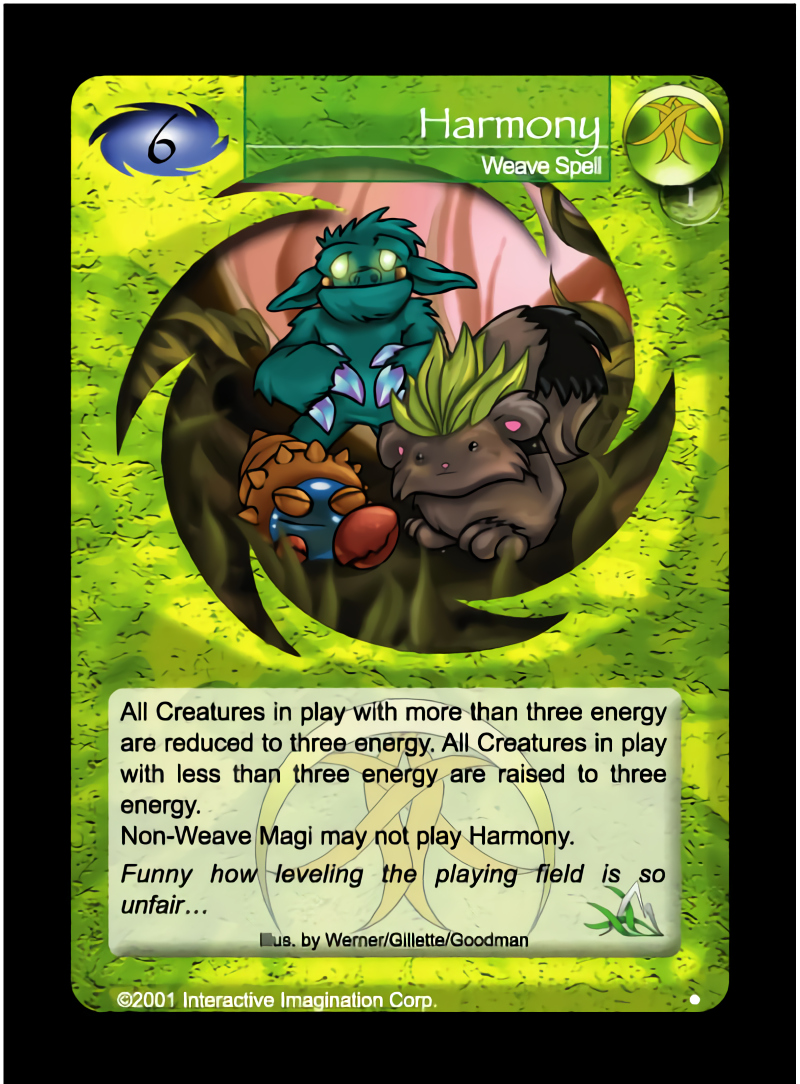 6
Harmony
Weave Spell
I
All Creatures in play with more than three energy
are reduced to three energy. All Creatures in play
with less than three energy are raised to three
energy.
Non-Weave Magi may not play Harmony.
Funny how leveling the playing field is so
unfair...
Illus. by Werner/Gillette/Goodman
©2001 Interactive Imagination Corp.